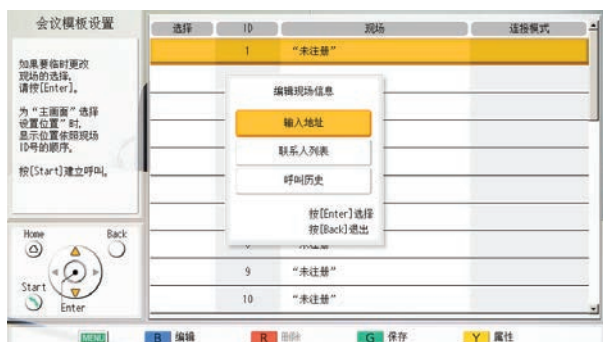 会议模板设置
如果要临时更改
现场的选择,
请按[Enter]。
为“主画面”选择
设置位置”时,
显示位置依照现场
ID号的顺序。
按[Start]建立呼叫。
Home
Back
Start
Enter
选择 ID 现场 连接模式
1 “未注册”
编辑现场信息
输入地址
联系人列表
呼叫历史
按[Enter]选择
按[Back]退出
9 “未注册”
10 “未注册”
MENU B 编辑 R 删除 G 保存 Y 属性